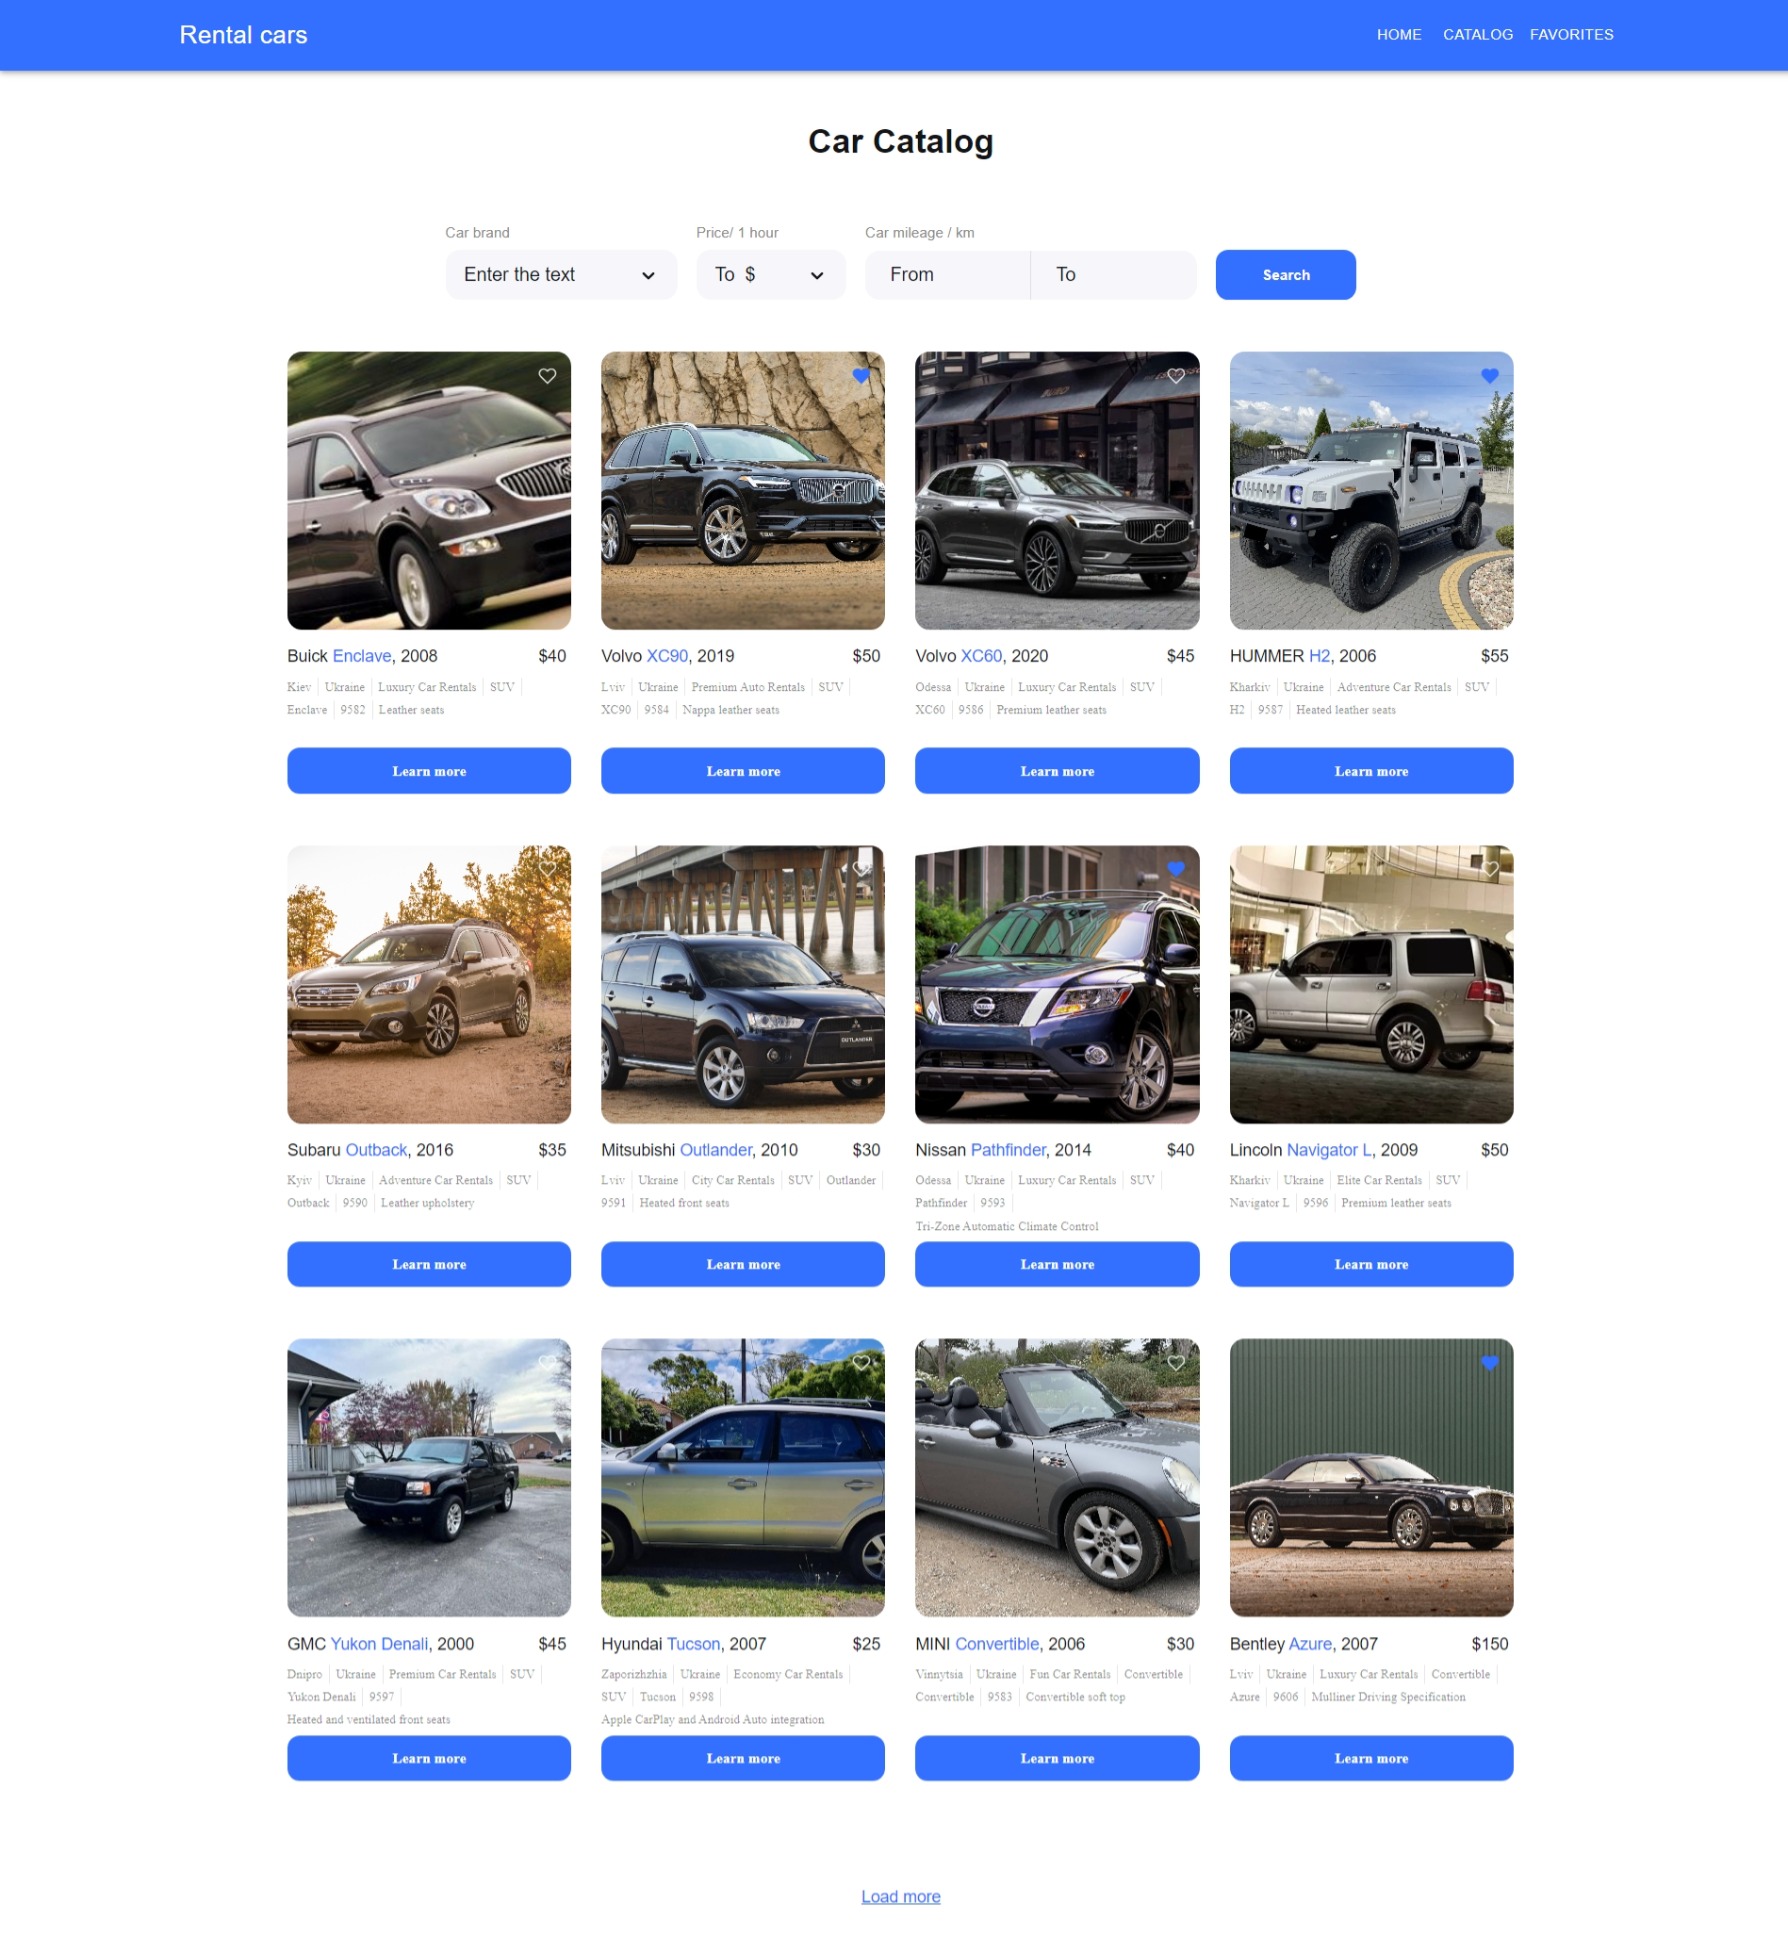 Rental cars
HOME CATALOG FAVORITES
Car Catalog
Car brand
Price/ 1 hour
Car mileage / km
Enter the text
To $
From
To
Search
Buick Enclave, 2008 $40
Kiev Ukraine Luxury Car Rentals SUV
Enclave 9582 Leather seats
Learn more
Volvo XC90, 2019 $50
Lviv Ukraine Premium Auto Rentals SUV
XC90 9584 Nappa leather seats
Learn more
Volvo XC60, 2020 $45
Odessa Ukraine Luxury Car Rentals SUV
XC60 9586 Premium leather seats
Learn more
HUMMER H2, 2006 $55
Kharkiv Ukraine Adventure Car Rentals SUV
H2 9587 Heated leather seats
Learn more
Subaru Outback, 2016 $35
Kyiv Ukraine Adventure Car Rentals SUV
Outback 9590 Leather upholstery
Learn more
OUTLANDER
Mitsubishi Outlander, 2010 $30
Lviv Ukraine City Car Rentals SUV Outlander
9591 Heated front seats
Learn more
Nissan Pathfinder, 2014 $40
Odessa Ukraine Luxury Car Rentals SUV
Pathfinder 9593
Tri-Zone Automatic Climate Control
Learn more
Lincoln Navigator L, 2009 $50
Kharkiv Ukraine Elite Car Rentals SUV
Navigator L 9596 Premium leather seats
Learn more
GMC Yukon Denali, 2000 $45
Dnipro Ukraine Premium Car Rentals SUV
Yukon Denali 9597
Heated and ventilated front seats
Learn more
Hyundai Tucson, 2007 $25
Zaporizhzhia Ukraine Economy Car Rentals
SUV Tucson 9598
Apple CarPlay and Android Auto integration
Learn more
MINI Convertible, 2006 $30
Vinnytsia Ukraine Fun Car Rentals Convertible
Convertible 9583 Convertible soft top
Learn more
Bentley Azure, 2007 $150
Lviv Ukraine Luxury Car Rentals Convertible
Azure 9606 Mulliner Driving Specification
Learn more
Load more